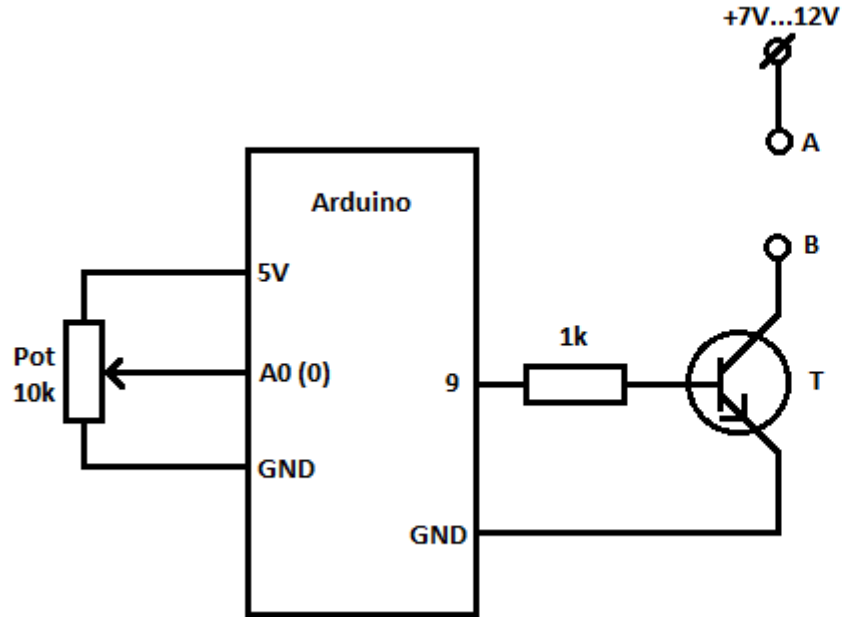 +7V...12V
A
Arduino
B
5V
1k
Pot
10k
A0 (0)
9
T
GND
GND